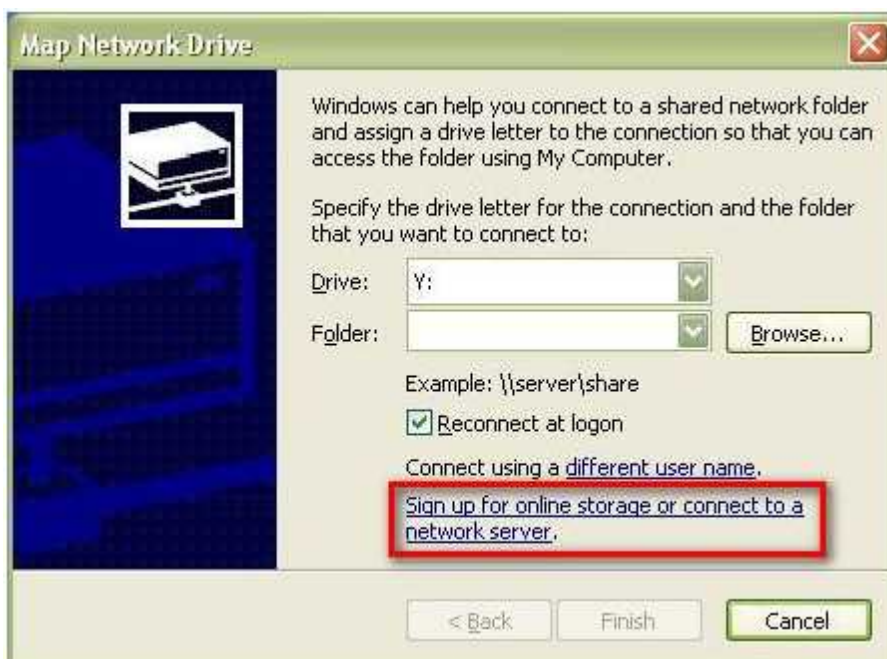 Map Network Drive
Windows can help you connect to a shared network folder
and assign a drive letter to the connection so that you can
access the folder using My Computer.
Specify the drive letter for the connection and the folder
that you want to connect to:
Drive: Y:
Folder: Browse...
Example: \\server\share
Reconnect at logon
Connect using a different user name.
Sign up for online storage or connect to a
network server.
< Back Finish Cancel